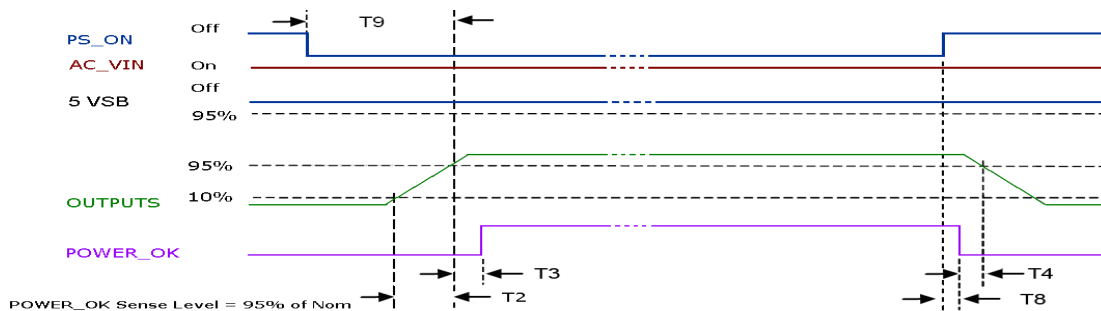 Off
T9
PS_ON
AC_VIN
On
Off
5 VSB
95%
95%
10%
OUTPUTS
POWER_OK
T3
T4
T2
T8
POWER_OK Sense Level = 95% of Nom